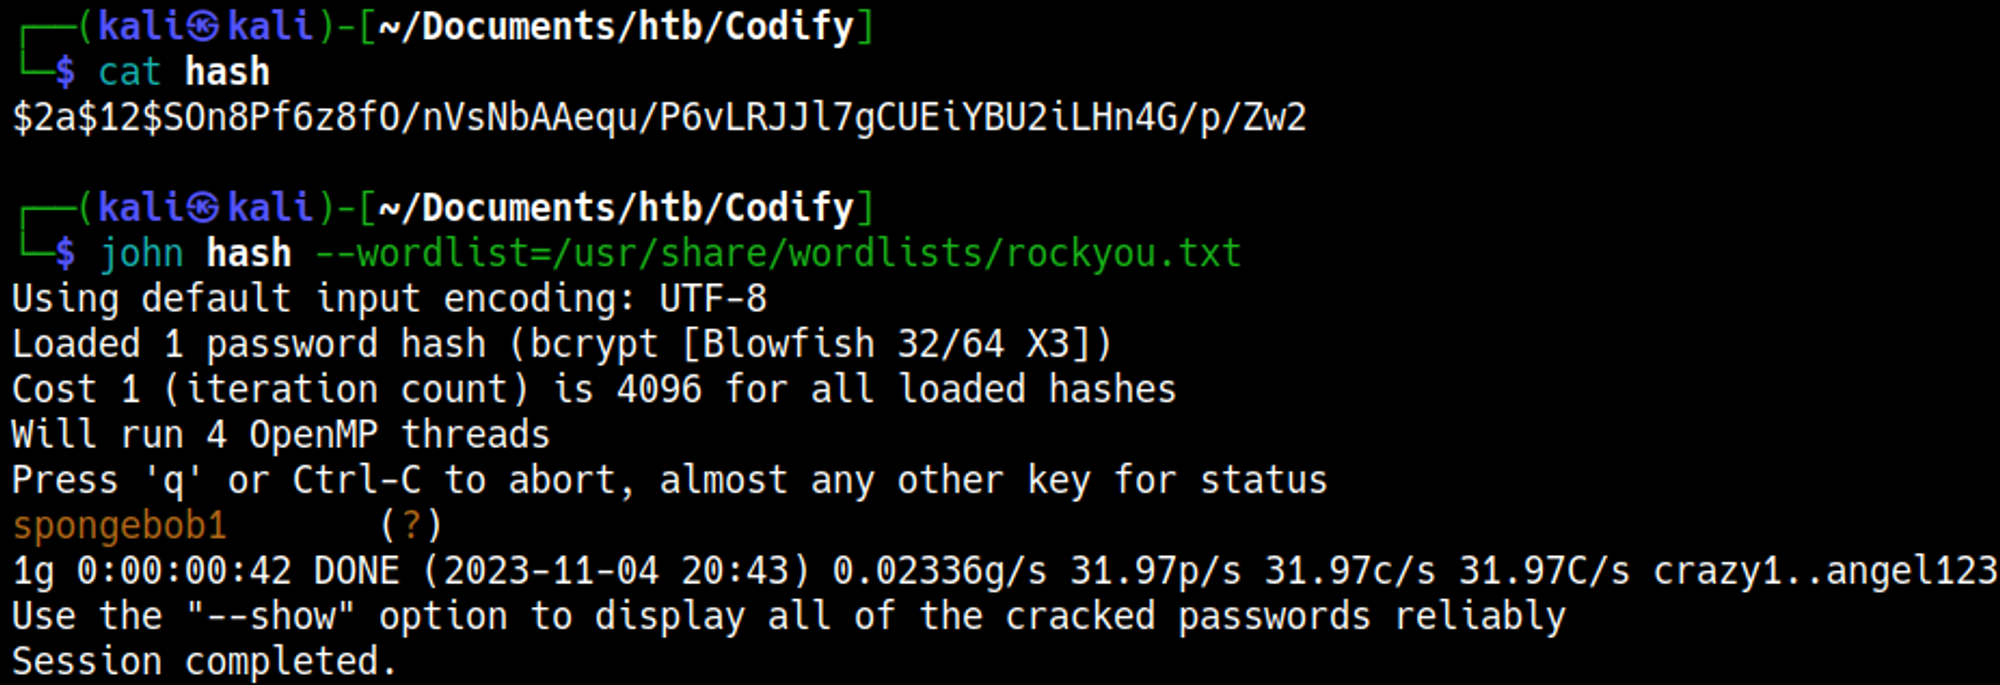 ┌──(kali㉿kali)-[~/Documents/htb/Codify]
└─$ cat hash
$2a$12$SOn8Pf6z8fO/nVsNbAAequ/P6vLRJJl7gCUEiYBU2iLHn4G/p/Zw2
┌──(kali㉿kali)-[~/Documents/htb/Codify]
└─$ john hash --wordlist=/usr/share/wordlists/rockyou.txt
Using default input encoding: UTF-8
Loaded 1 password hash (bcrypt [Blowfish 32/64 X3])
Cost 1 (iteration count) is 4096 for all loaded hashes
Will run 4 OpenMP threads
Press 'q' or Ctrl-C to abort, almost any other key for status
spongebob1       (?)
1g 0:00:00:42 DONE (2023-11-04 20:43) 0.02336g/s 31.97p/s 31.97c/s 31.97C/s crazy1..angel123
Use the "--show" option to display all of the cracked passwords reliably
Session completed.